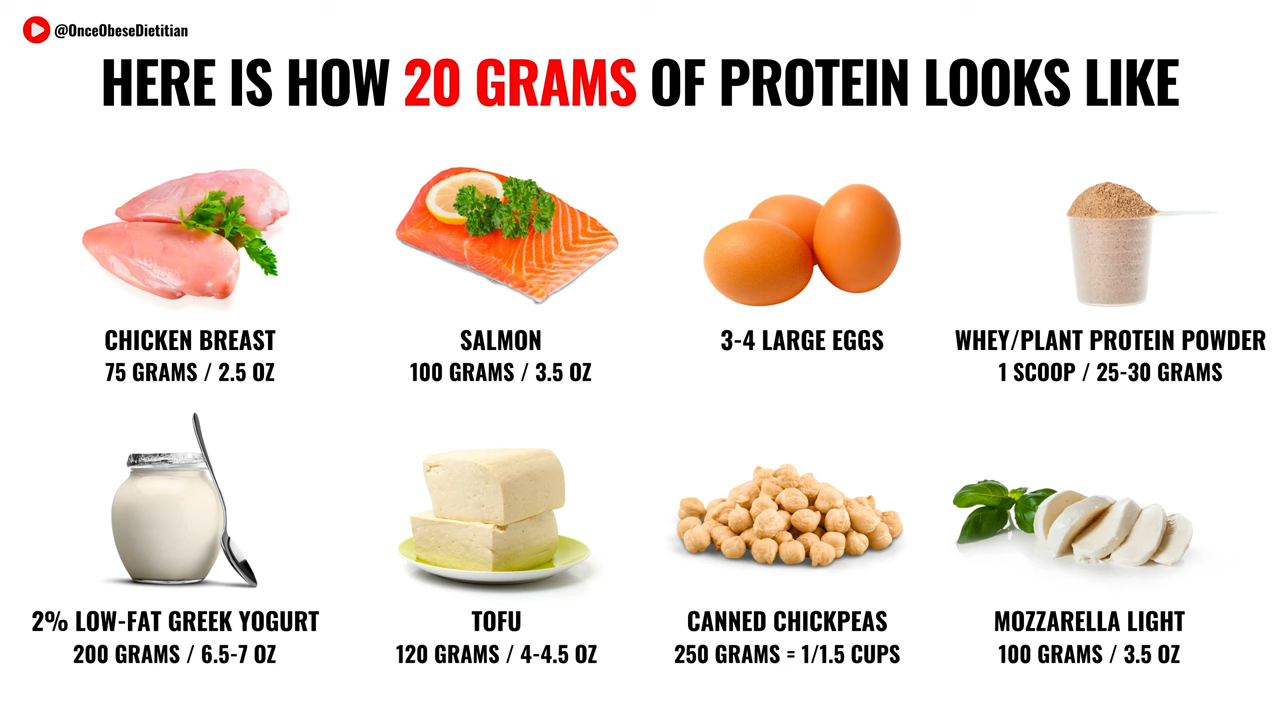 @OnceObeseDietitian
HERE IS HOW 20 GRAMS OF PROTEIN LOOKS LIKE
CHICKEN BREAST
75 GRAMS / 2.5 OZ
SALMON
100 GRAMS / 3.5 OZ
3-4 LARGE EGGS
WHEY/PLANT PROTEIN POWDER
1 SCOOP / 25-30 GRAMS
2% LOW-FAT GREEK YOGURT
200 GRAMS / 6.5-7 OZ
TOFU
120 GRAMS / 4-4.5 OZ
CANNED CHICKPEAS
250 GRAMS = 1/1.5 CUPS
MOZZARELLA LIGHT
100 GRAMS / 3.5 OZ